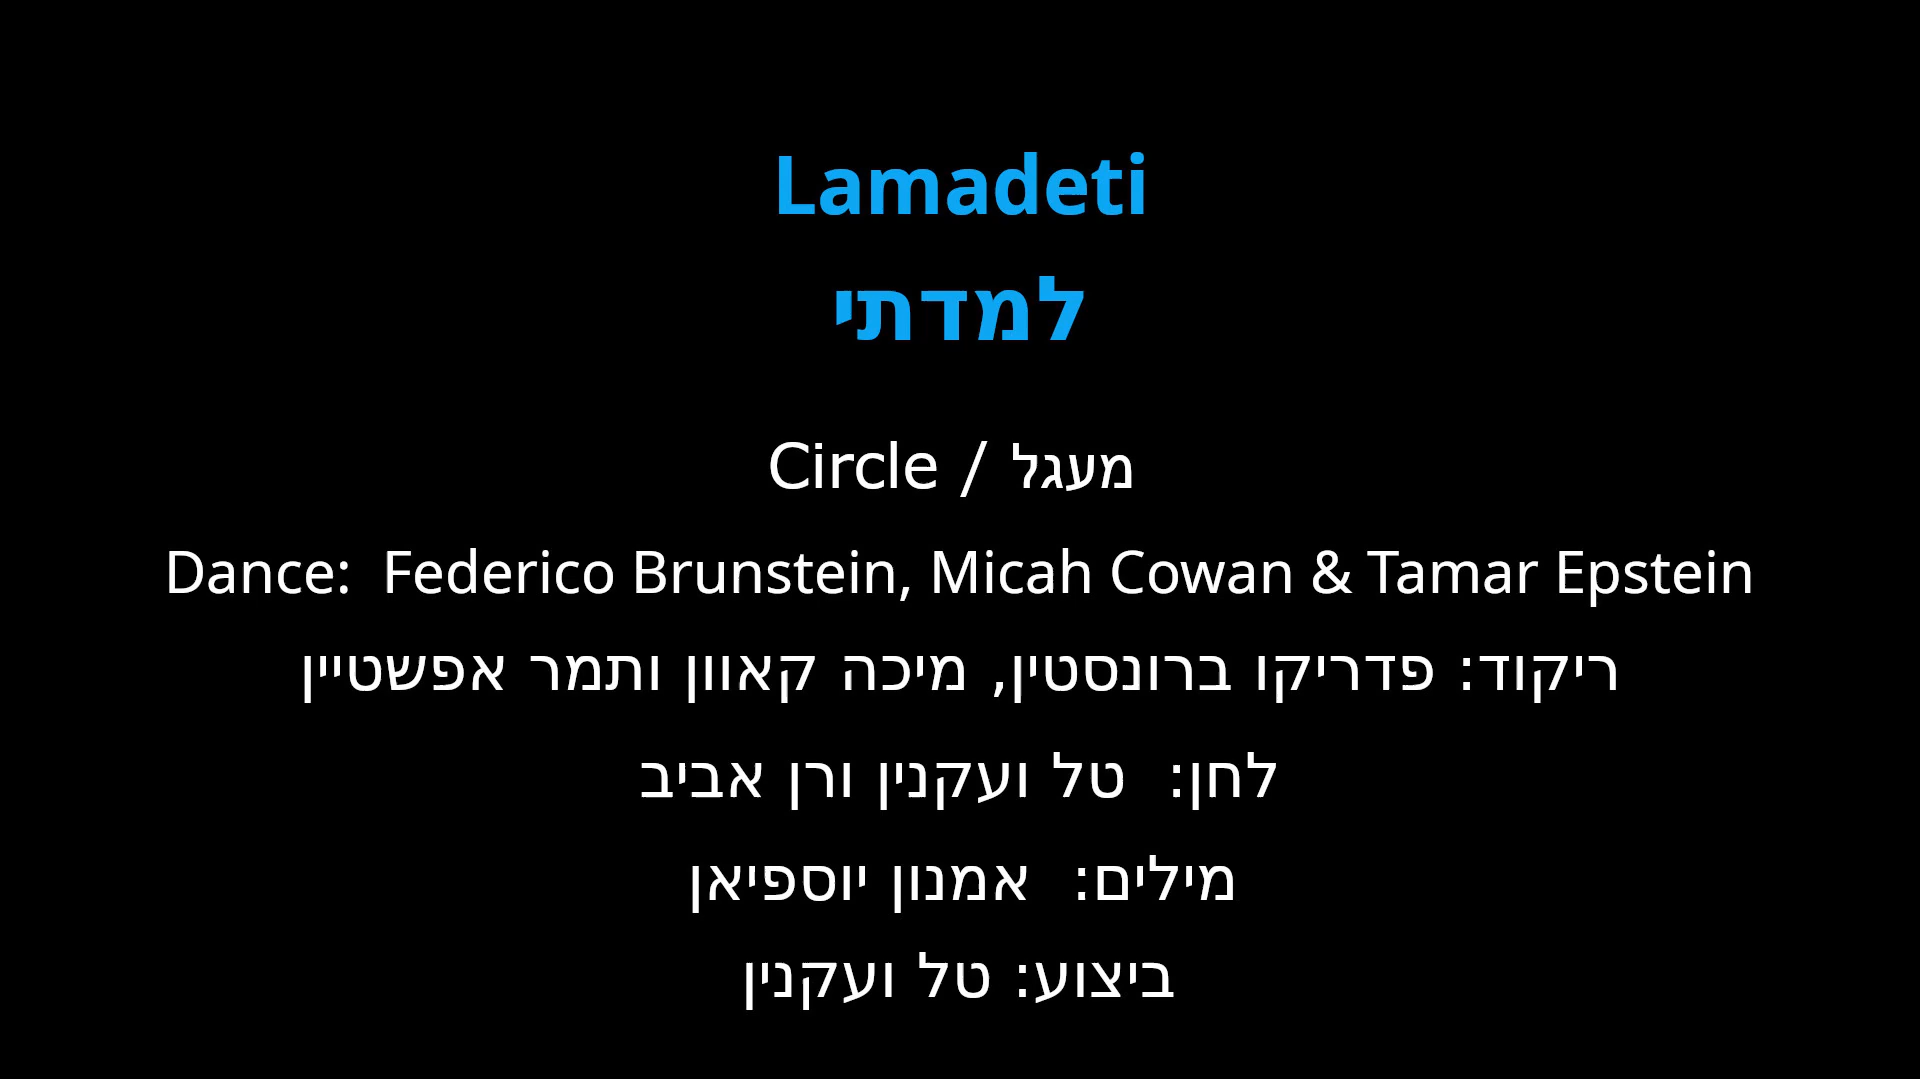 Lamadeti
למדתי
Circle / מעגל
Dance:  Federico Brunstein, Micah Cowan & Tamar Epstein
ריקוד: פדריקו ברונסטין, מיכה קאוון ותמר אפשטיין
לחן:  טל ועקנין ורן אביב
מילים:  אמנון יוספיאן
ביצוע: טל ועקנין